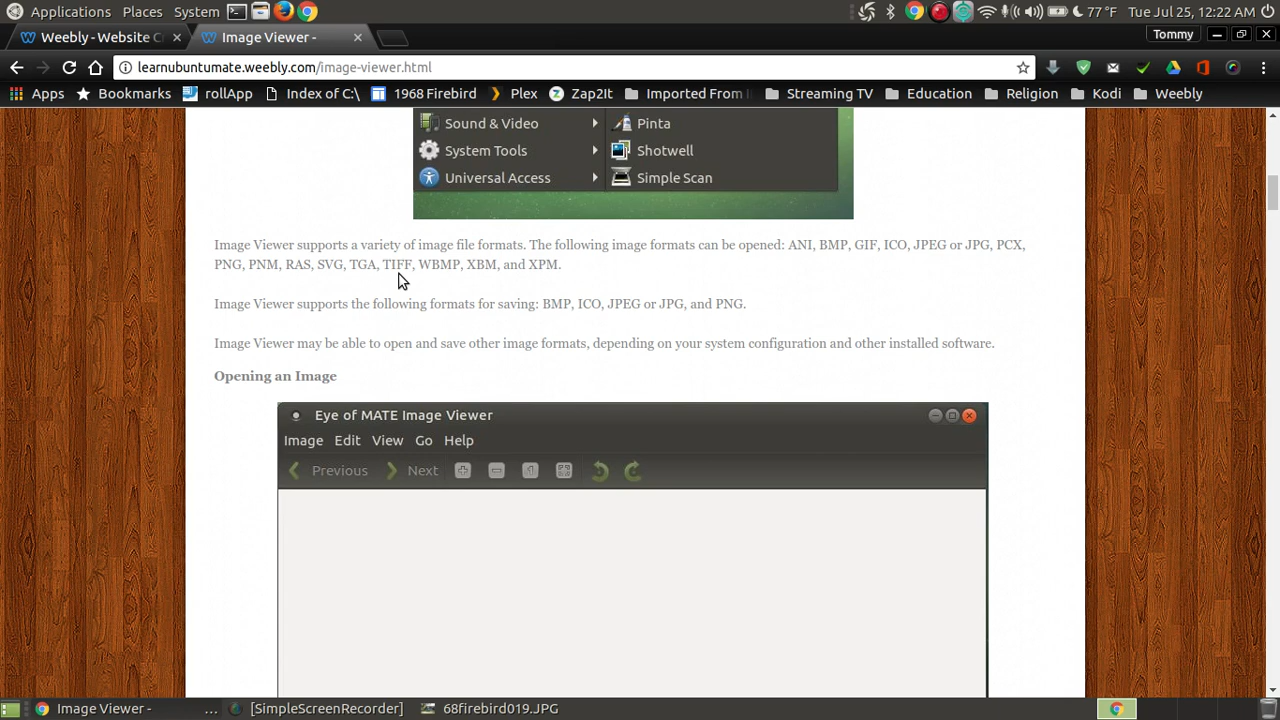 Applications Places System 77 °F Tue Jul 25, 12:22 AM
Weebly - Website C Image Viewer - Tommy
learnubuntumate.weebly.com/image-viewer.html
Apps Bookmarks rollApp Index of C:\ 1968 Firebird Plex Zap2It Imported From I Streaming TV Education Religion Kodi Weebly
Sound & Video Pinta
System Tools Shotwell
Universal Access Simple Scan
Image Viewer supports a variety of image file formats. The following image formats can be opened: ANI, BMP, GIF, ICO, JPEG or JPG, PCX,
PNG, PNM, RAS, SVG, TGA, TIFF, WBMP, XBM, and XPM.
Image Viewer supports the following formats for saving: BMP, ICO, JPEG or JPG, and PNG.
Image Viewer may be able to open and save other image formats, depending on your system configuration and other installed software.
Opening an Image
Eye of MATE Image Viewer
Image Edit View Go Help
Previous Next
Image Viewer - ... [SimpleScreenRecorder] 68firebird019.JPG